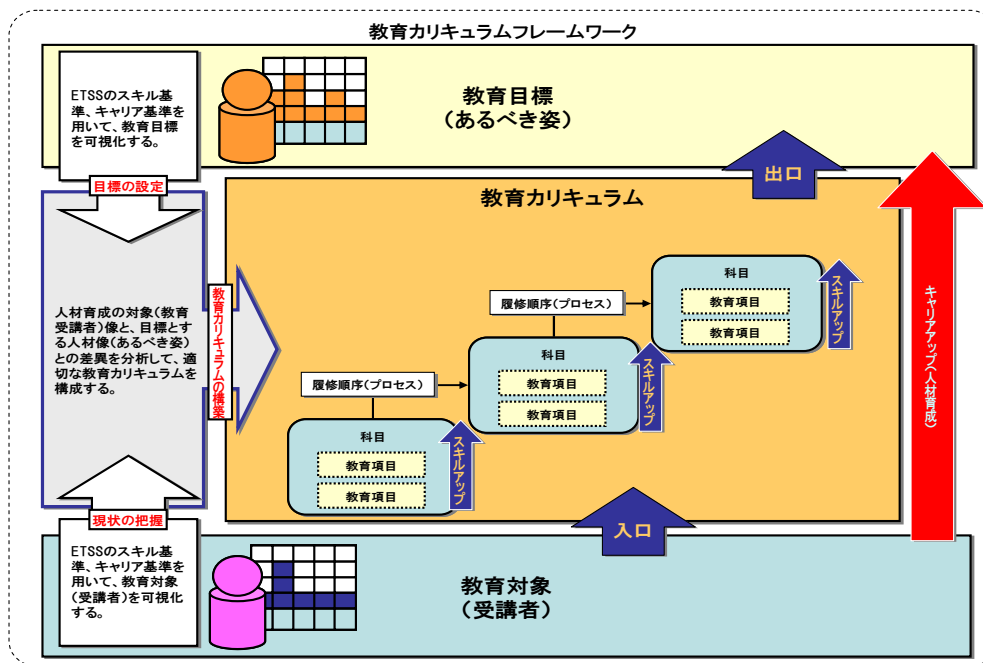 教育カリキュラムフレームワーク
ETSSのスキル基
準、キャリア基準を
用いて、教育目標
を可視化する。
教育目標
(あるべき姿)
目標の設定
出口
教育カリキュラム
人材育成の対象(教育
受講者)像と、目標とす
る人材像(あるべき姿)
との差異を分析して、適
切な教育カリキュラムを
構成する。
教育カリキュラムの構築
科目
教育項目
教育項目
スキルアップ
履修順序(プロセス)
科目
教育項目
教育項目
スキルアップ
履修順序(プロセス)
科目
教育項目
教育項目
スキルアップ
キャリアアップ(人材育成)
現状の把握
入口
ETSSのスキル基
準、キャリア基準を
用いて、教育対象
(受講者)を可視化
する。
教育対象
(受講者)